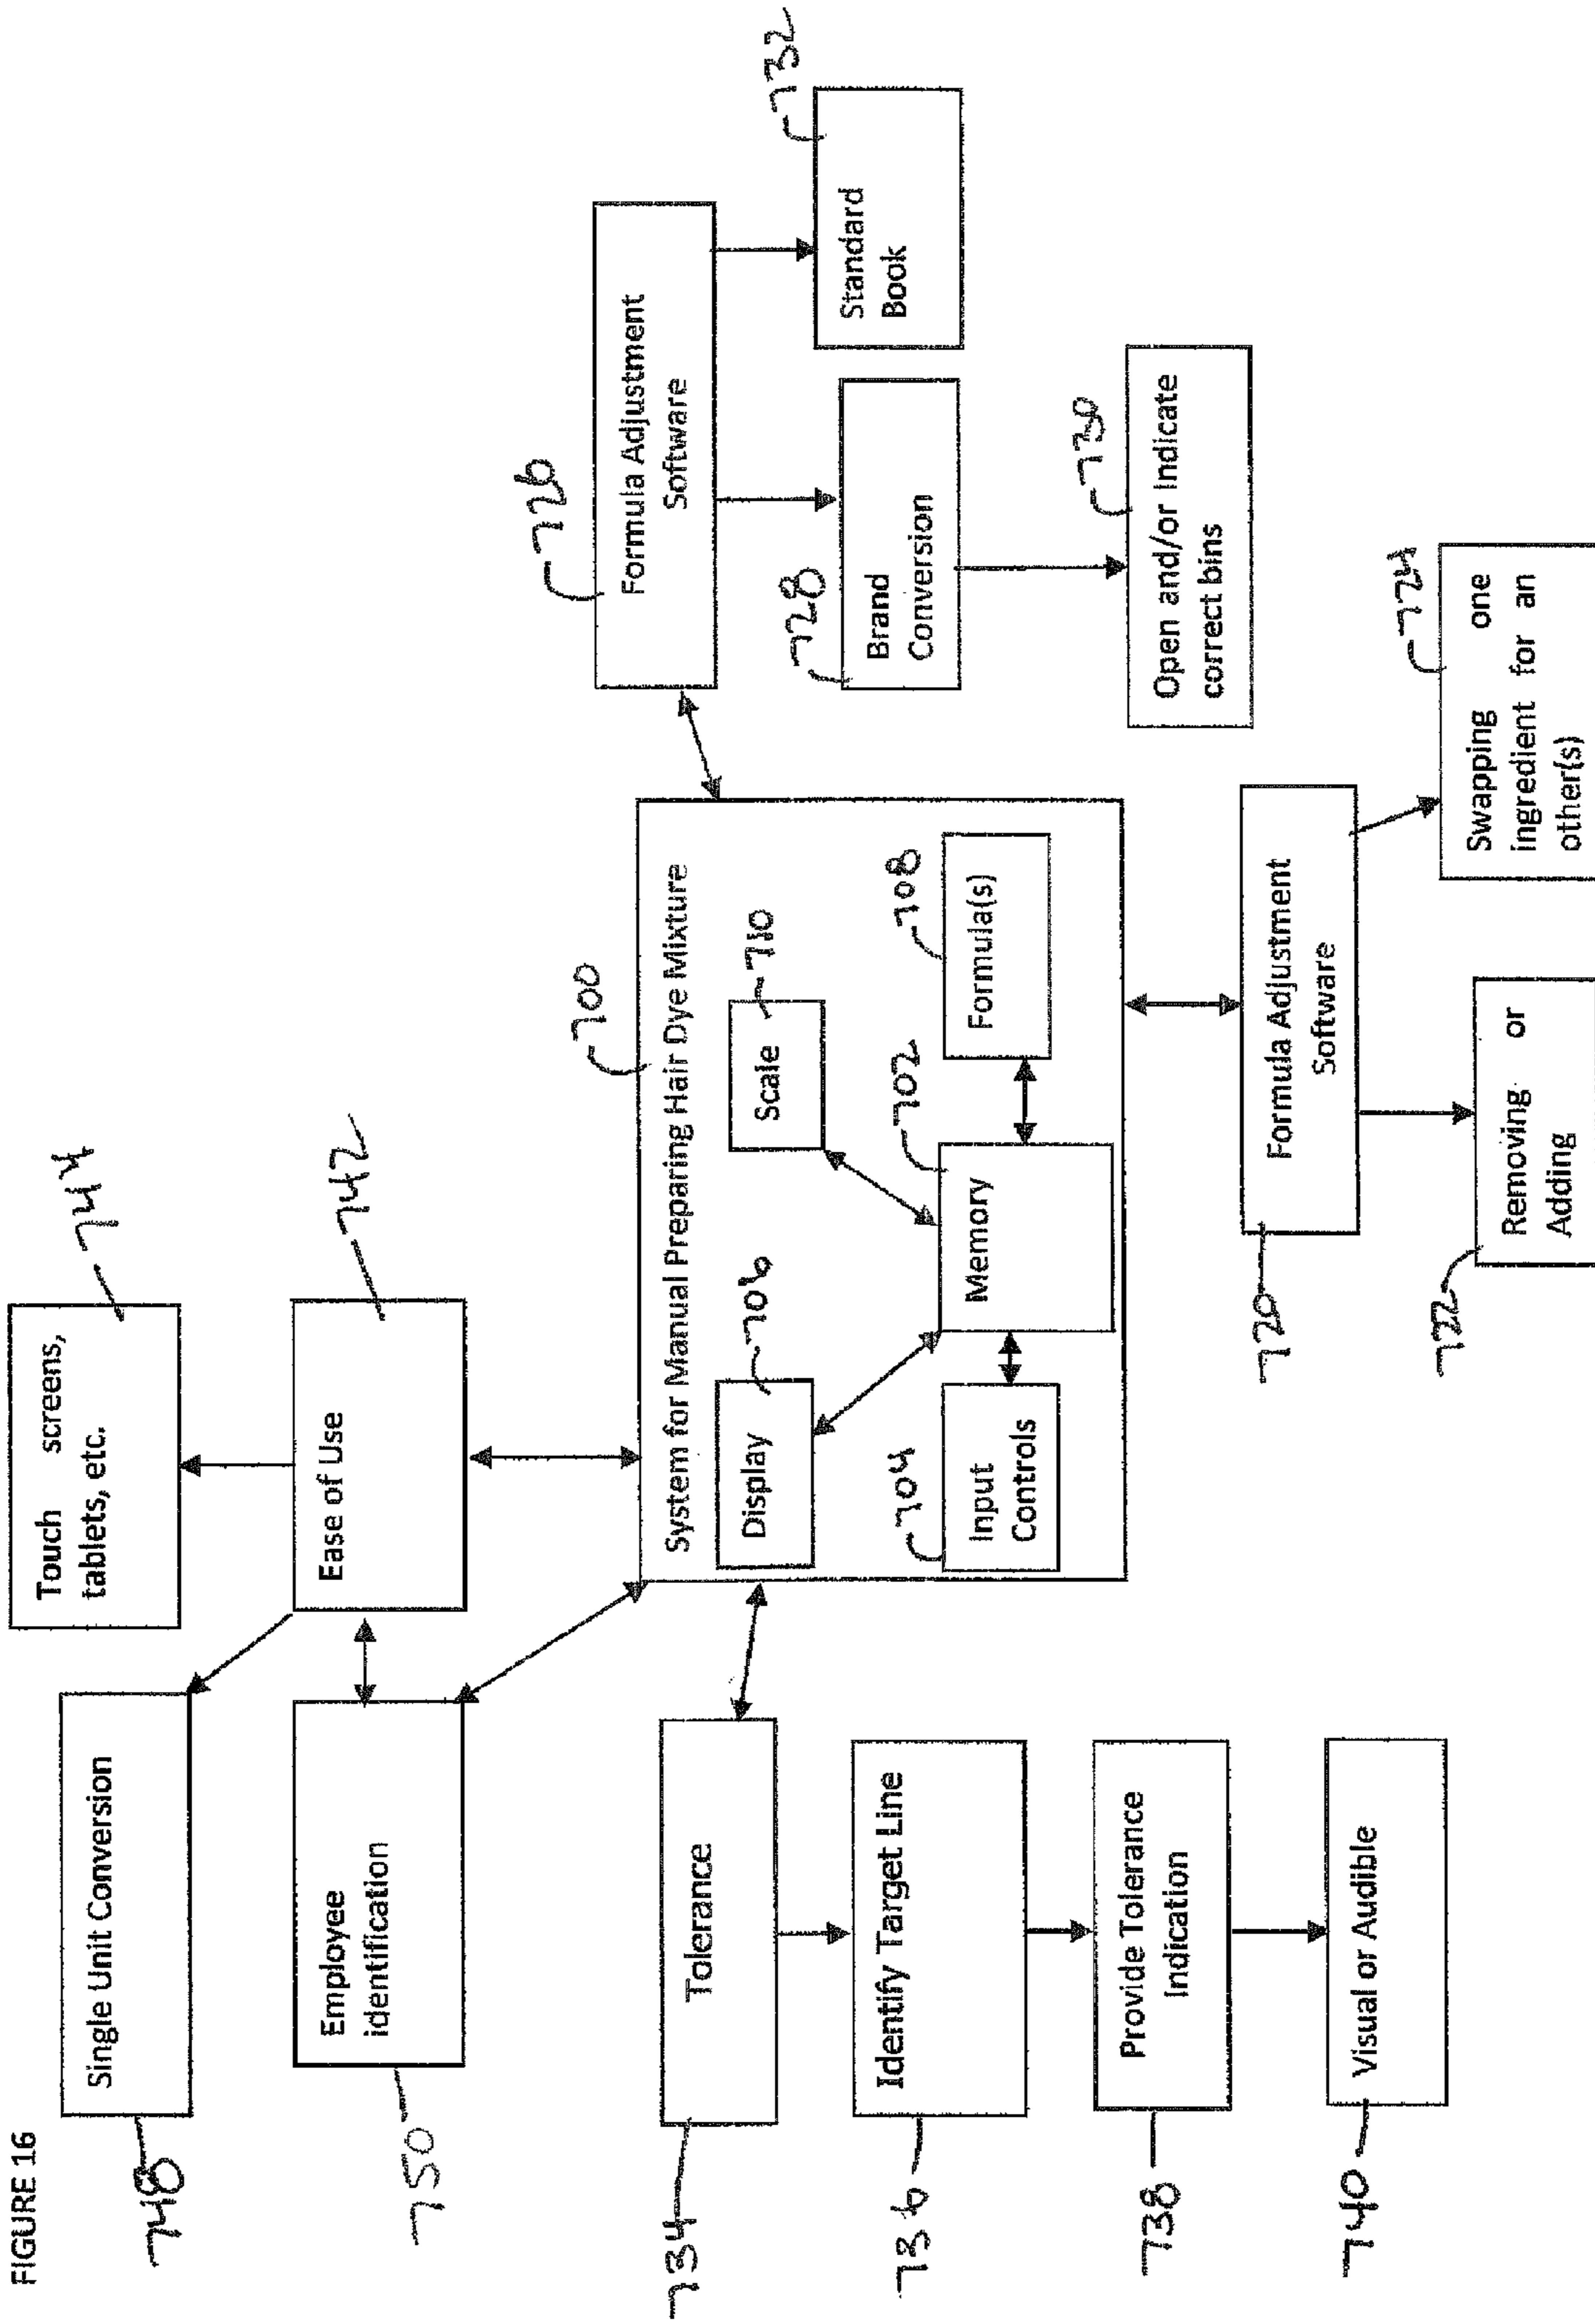 FIGURE 16
748
Single Unit Conversion
Touch screens,
tablets, etc.
744
750
Employee
identification
Ease of Use
742
734
Tolerance
736
Identify Target Line
738
Provide Tolerance
Indication
740
Visual or Audible
700
System for Manual Preparing Hair Dye Mixture
Display
706
Scale
710
704
Input
Controls
Memory
702
Formula(s)
708
726
Formula Adjustment
Software
728
Brand
Conversion
Standard
Book
732
Open and/or Indicate
correct bins
730
720
Formula Adjustment
Software
722
Removing or
Adding
Swapping one
ingredient for an
other(s)
724